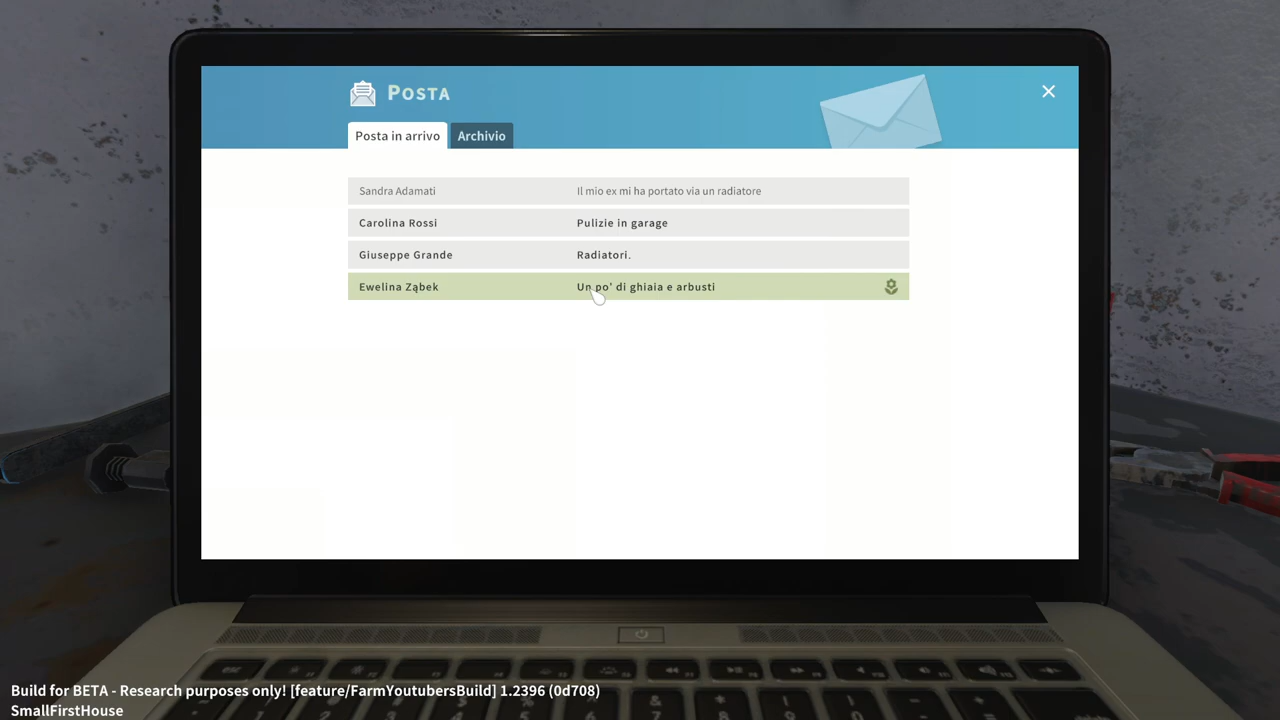 POSTA
Posta in arrivo Archivio
Sandra Adamati Il mio ex mi ha portato via un radiatore
Carolina Rossi Pulizie in garage
Giuseppe Grande Radiatori.
Ewelina Ząbek Un po' di ghiaia e arbusti
esc
Build for BETA - Research purposes only! [feature/FarmYoutubersBuild] 1.2396 (0d708)
SmallFirstHouse